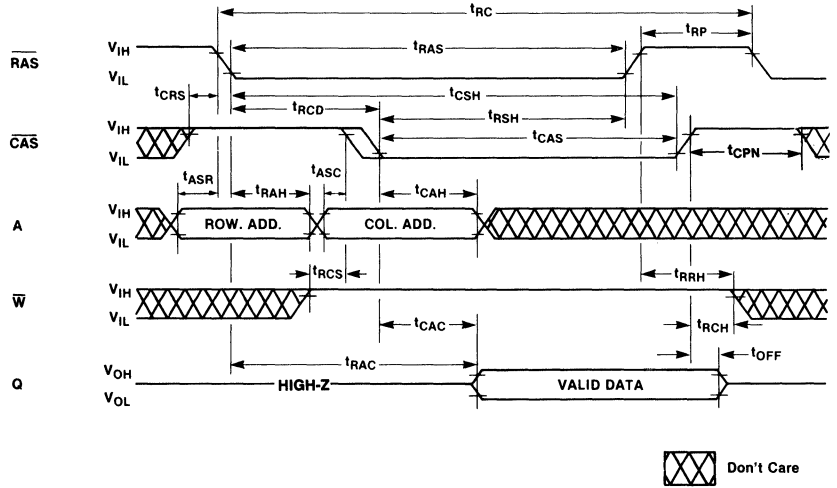 tRC
tRP
RAS
VIH
VIL
tRAS
tCRS
tCSH
tRCD
tRSH
CAS
VIH
VIL
tCAS
tCPN
tASR
tRAH
tASC
tCAH
A
VIH
VIL
ROW. ADD.
COL. ADD.
tRCS
tRRH
W
VIH
VIL
tCAC
tRCH
tRAC
tOFF
Q
VOH
VOL
HIGH-Z
VALID DATA
Don't Care